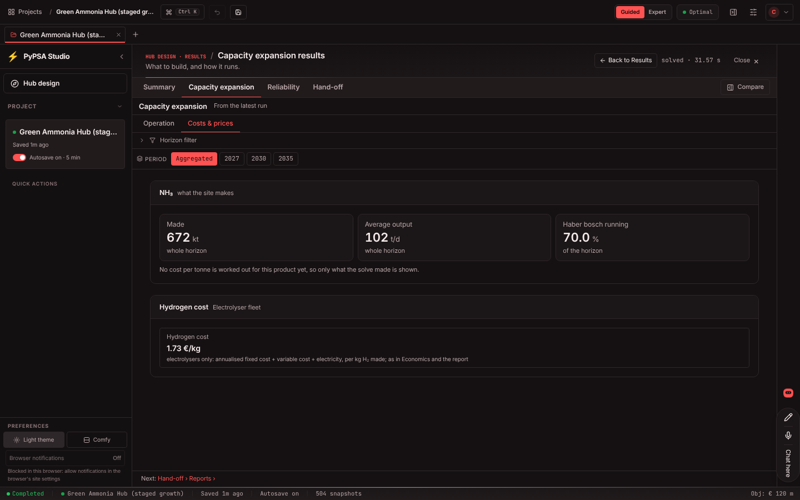 Projects / Green Ammonia Hub (staged gr… Ctrl K Guided Expert Optimal C
Green Ammonia Hub (sta… × +
PyPSA Studio
Hub design
PROJECT
Green Ammonia Hub (stag…
Saved 1m ago
Autosave on · 5 min
QUICK ACTIONS
PREFERENCES
Light theme Comfy
Browser notifications Off
Blocked in this browser: allow notifications in the
browser's site settings
HUB DESIGN · RESULTS / Capacity expansion results
What to build, and how it runs.
← Back to Results solved · 31.57 s Close ×
Summary Capacity expansion Reliability Hand-off Compare
Capacity expansion From the latest run
Operation Costs & prices
› Horizon filter
PERIOD Aggregated 2027 2030 2035
NH₃ what the site makes
Made
672 kt
whole horizon
Average output
102 t/d
whole horizon
Haber bosch running
70.0 %
of the horizon
No cost per tonne is worked out for this product yet, so only what the solve made is shown.
Hydrogen cost Electrolyser fleet
Hydrogen cost
1.73 €/kg
electrolysers only: annualised fixed cost + variable cost + electricity, per kg H₂ made; as in Economics and the report
Next: Hand-off › Reports ›
Chat here
Completed · Green Ammonia Hub (staged growth) · Saved 1m ago · Autosave on · 504 snapshots Obj: € 120 m